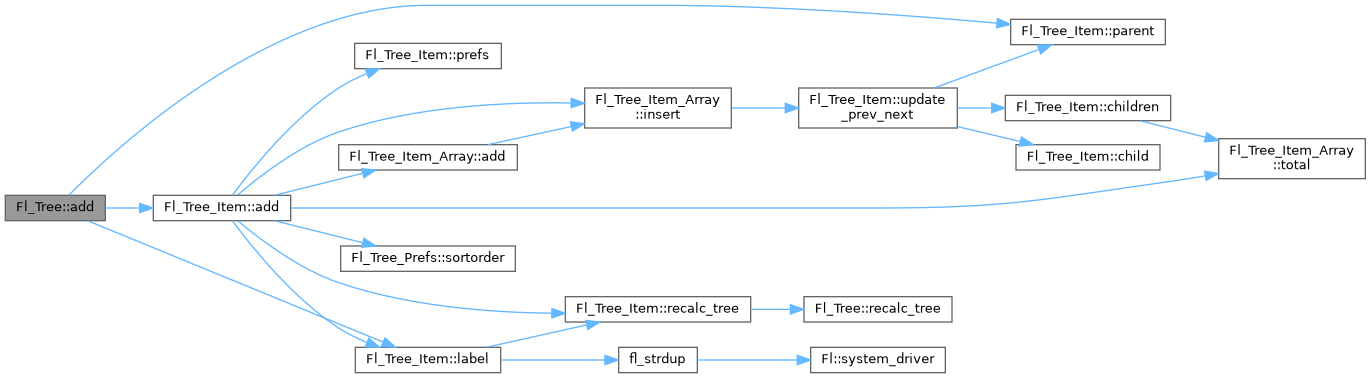 Fl_Tree::add
Fl_Tree_Item::add
Fl_Tree_Item::prefs
Fl_Tree_Item_Array::add
Fl_Tree_Prefs::sortorder
Fl_Tree_Item::label
Fl_Tree_Item_Array
::insert
Fl_Tree_Item::recalc_tree
fl_strdup
Fl_Tree_Item::update
_prev_next
Fl_Tree::recalc_tree
Fl::system_driver
Fl_Tree_Item::parent
Fl_Tree_Item::children
Fl_Tree_Item::child
Fl_Tree_Item_Array
::total